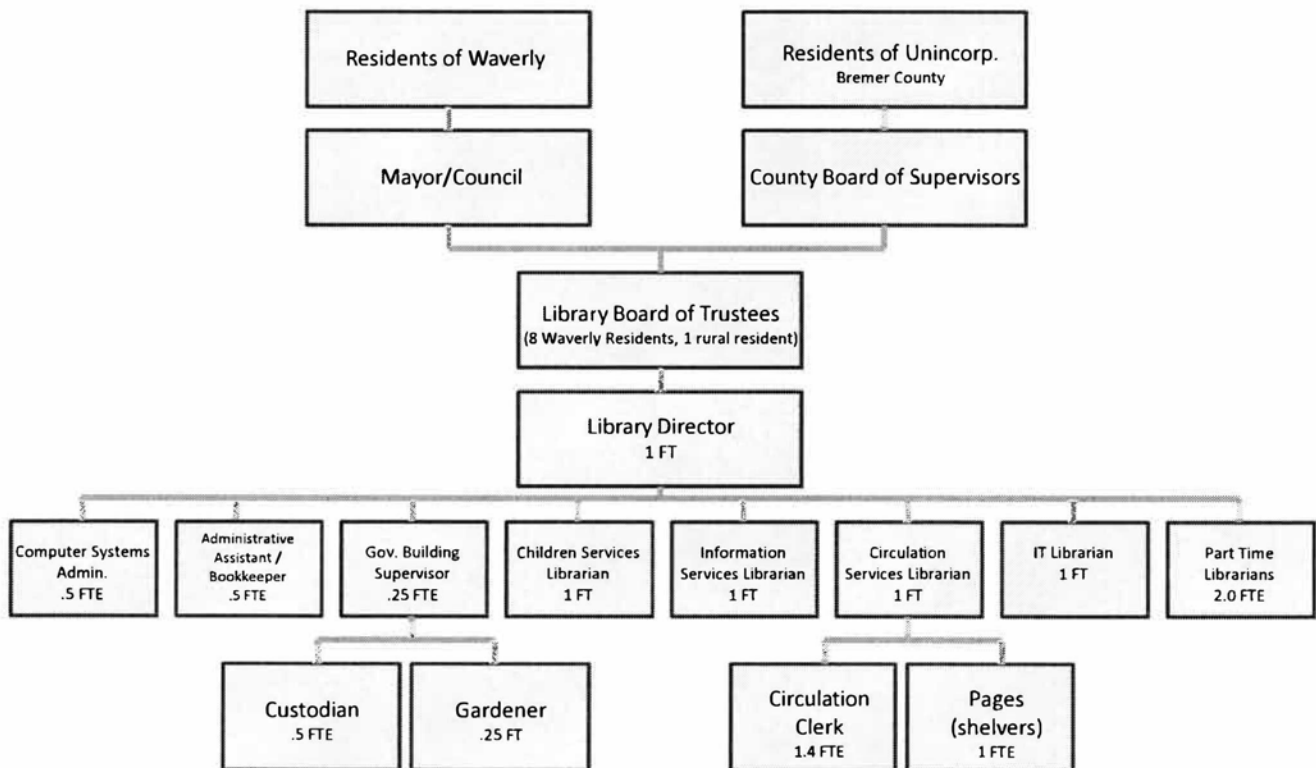 Residents of Waverly
Residents of Unincorp.
Bremer County
Mayor/Council
County Board of Supervisors
Library Board of Trustees
(8 Waverly Residents, 1 rural resident)
Library Director
1 FT
Computer Systems
Admin.
.5 FTE
Administrative
Assistant /
Bookkeeper
.5 FTE
Gov. Building
Supervisor
.25 FTE
Children Services
Librarian
1 FT
Information
Services Librarian
1 FT
Circulation
Services Librarian
1 FT
IT Librarian
1 FT
Part Time
Librarians
2.0 FTE
Custodian
.5 FTE
Gardener
.25 FT
Circulation
Clerk
1.4 FTE
Pages
(shelvers)
1 FTE